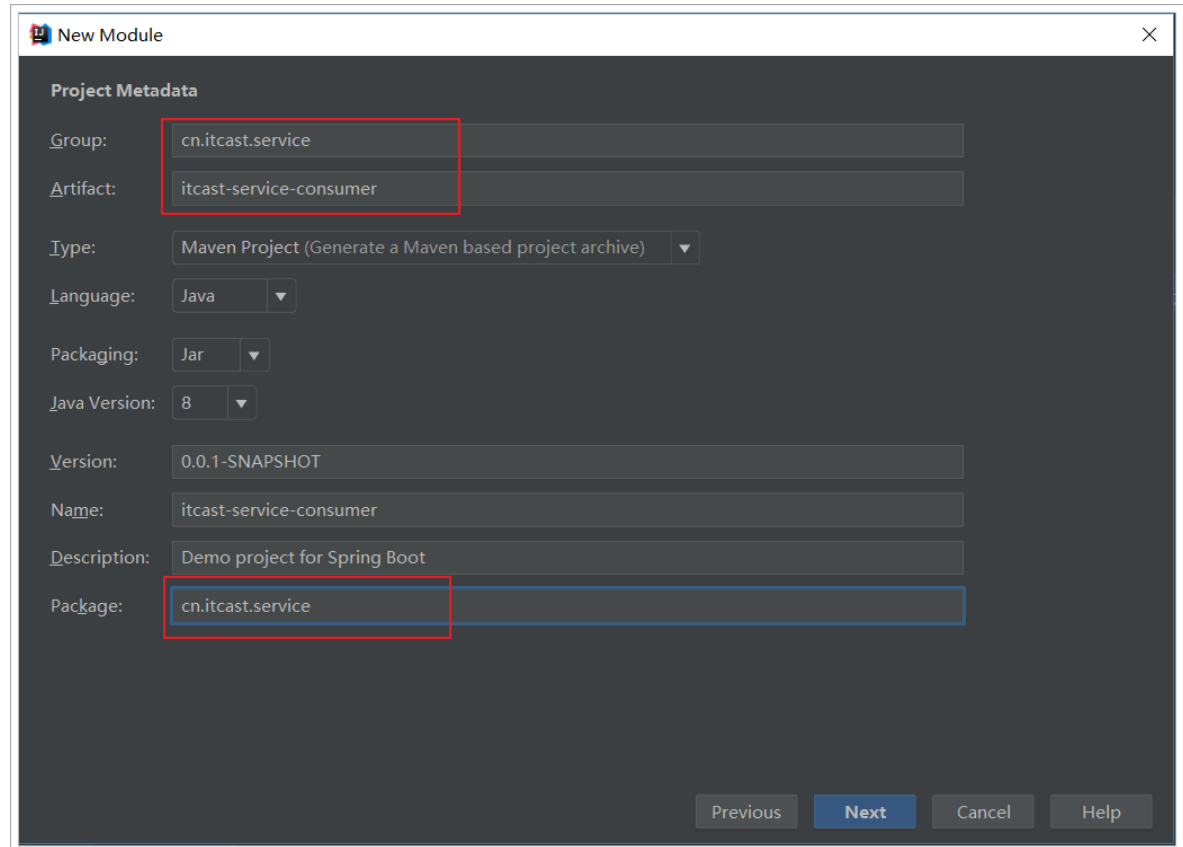 New Module
Project Metadata
Group: cn.itcast.service
Artifact: itcast-service-consumer
Type: Maven Project (Generate a Maven based project archive)
Language: Java
Packaging: Jar
Java Version: 8
Version: 0.0.1-SNAPSHOT
Name: itcast-service-consumer
Description: Demo project for Spring Boot
Package: cn.itcast.service
Previous Next Cancel Help